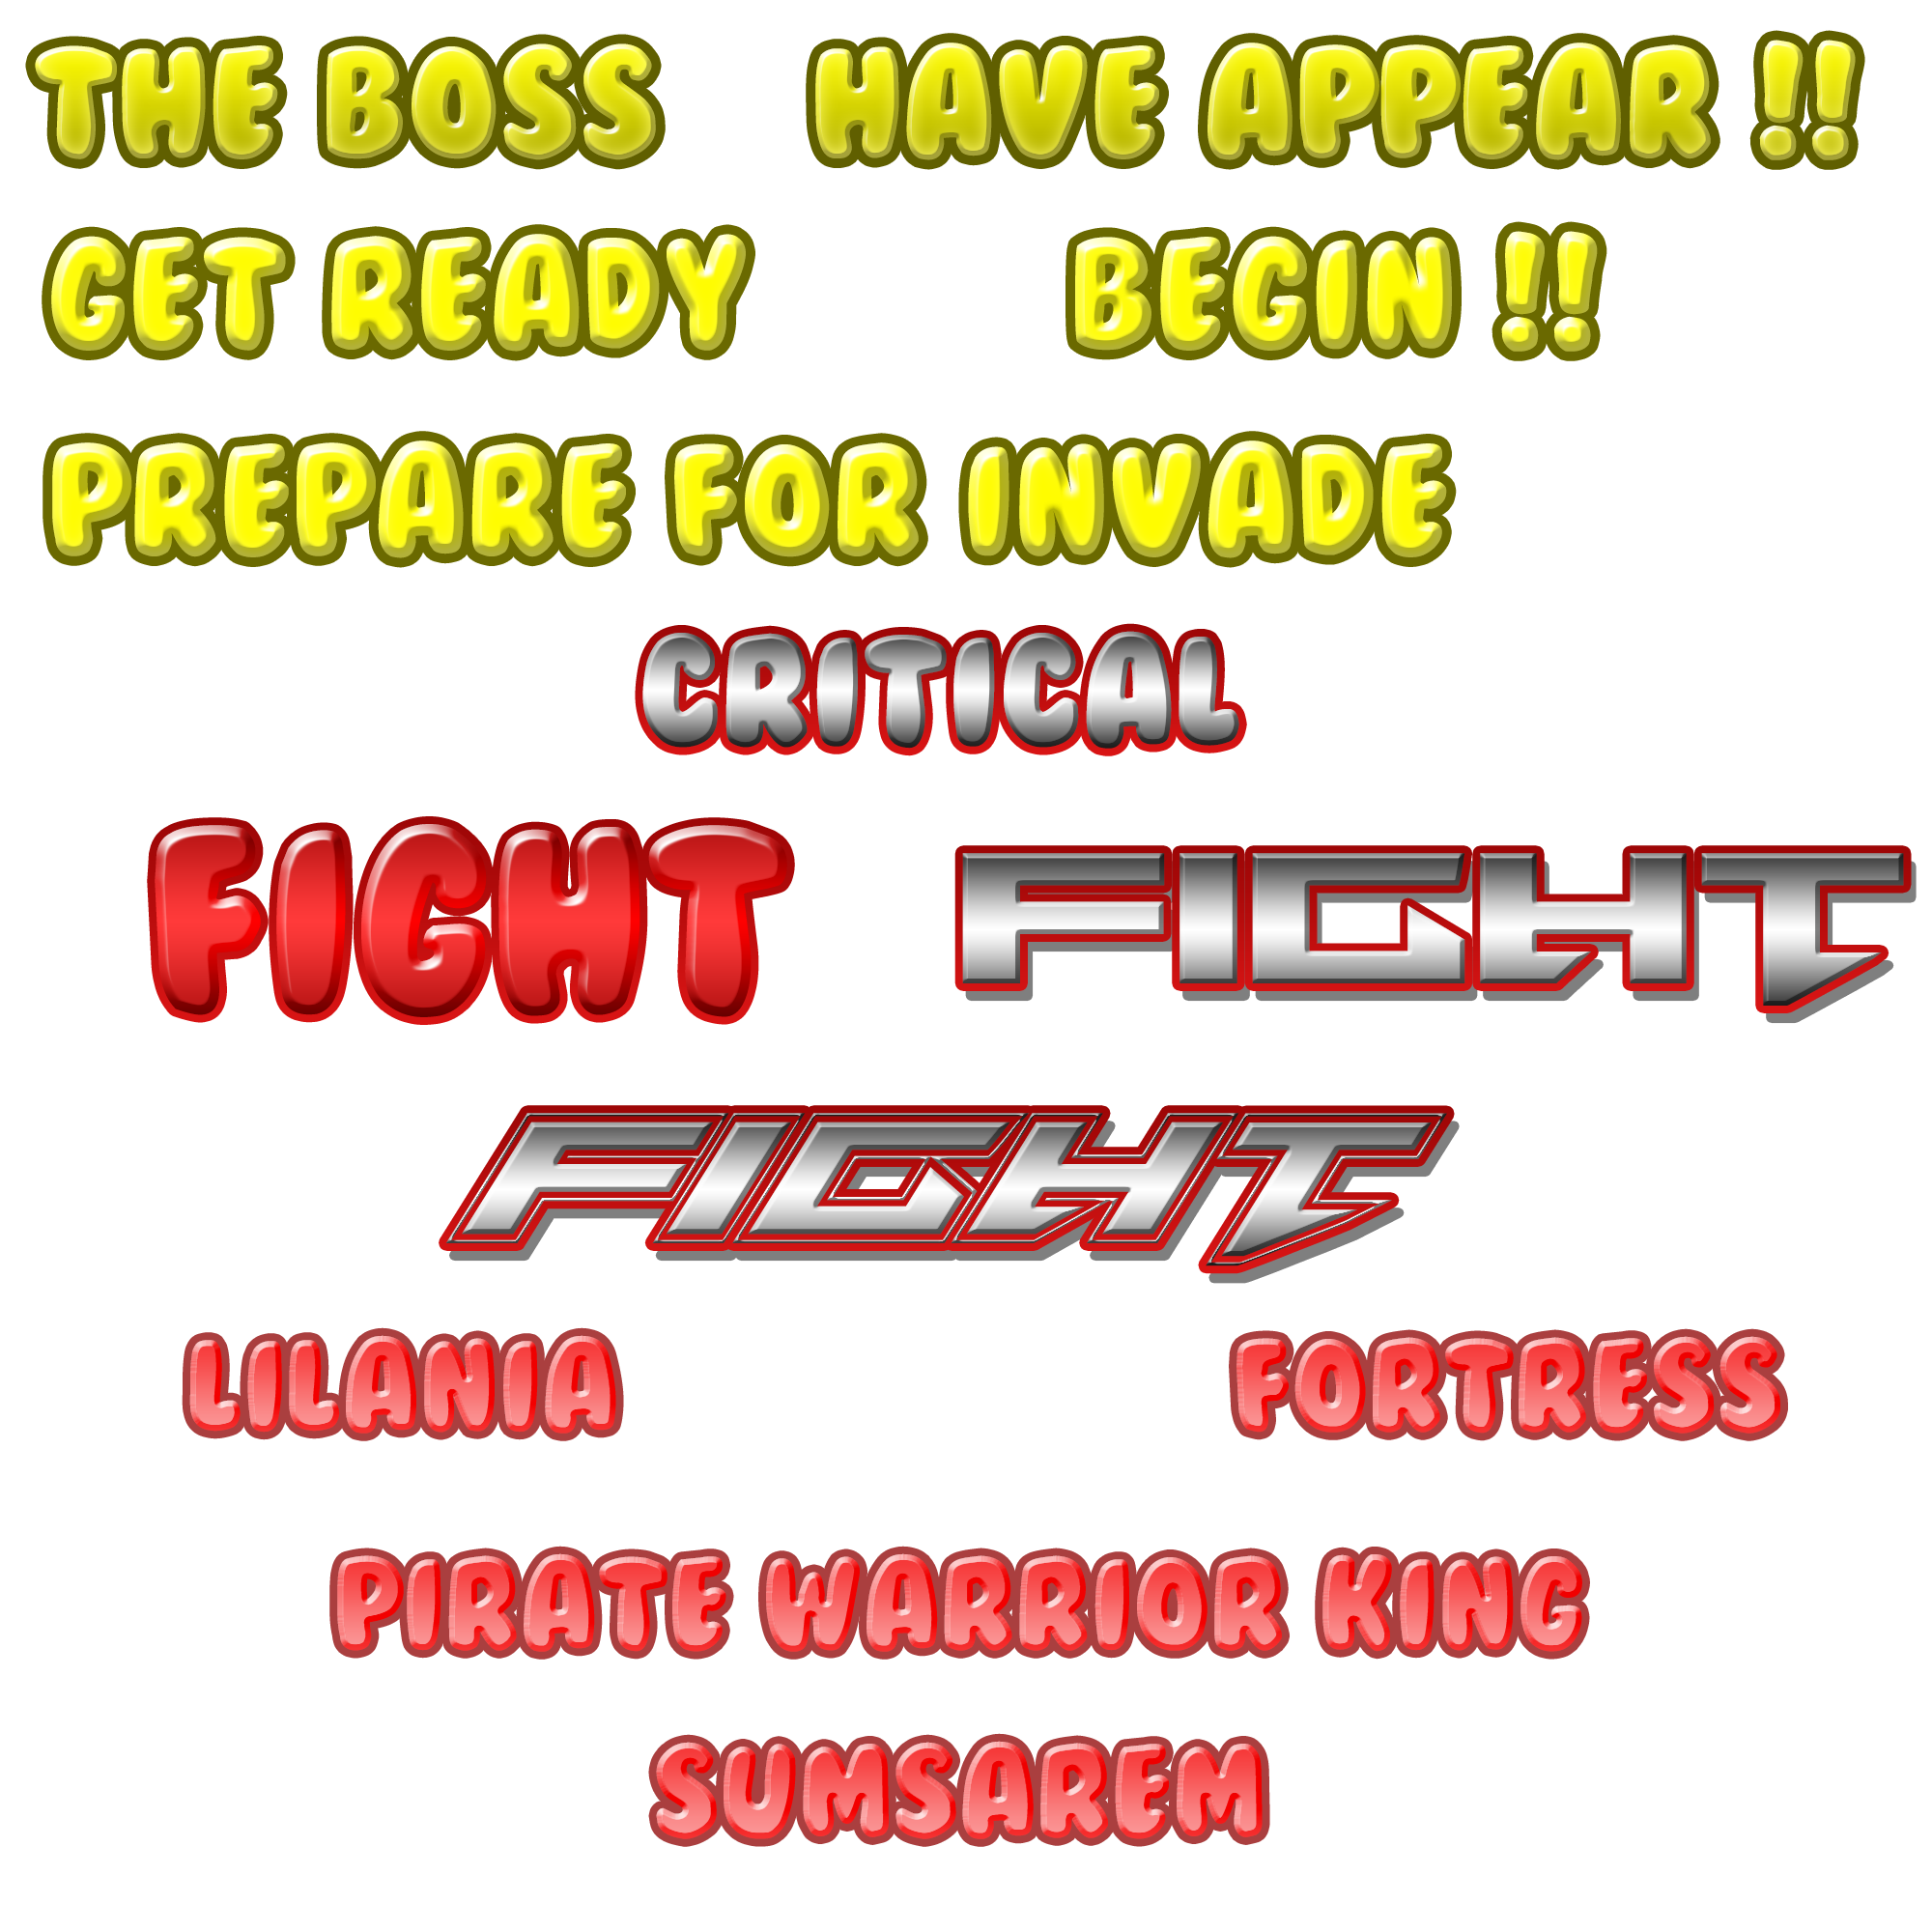 THE BOSS HAVE APPEAR !!
GET READY BEGIN !!
PREPARE FOR INVADE
CRITICAL
FIGHT FIGHT
FIGHT
LILANIA FORTRESS
PIRATE WARRIOR KING
SUMSAREM